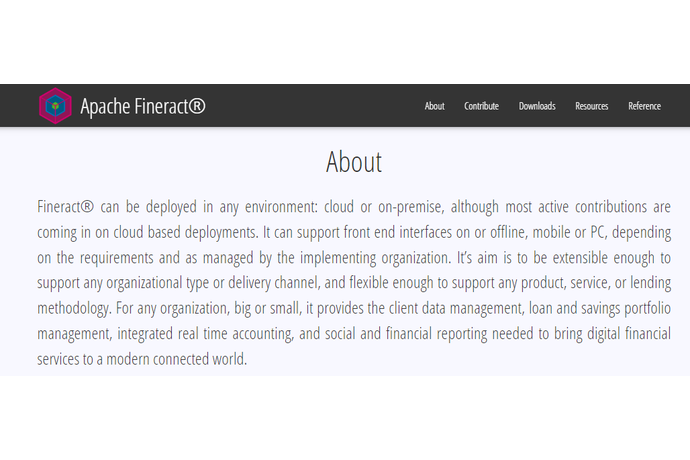 Apache Fineract®
About Contribute Downloads Resources Reference
About
Fineract® can be deployed in any environment: cloud or on-premise, although most active contributions are
coming in on cloud based deployments. It can support front end interfaces on or offline, mobile or PC, depending
on the requirements and as managed by the implementing organization. It's aim is to be extensible enough to
support any organizational type or delivery channel, and flexible enough to support any product, service, or lending
methodology. For any organization, big or small, it provides the client data management, loan and savings portfolio
management, integrated real time accounting, and social and financial reporting needed to bring digital financial
services to a modern connected world.